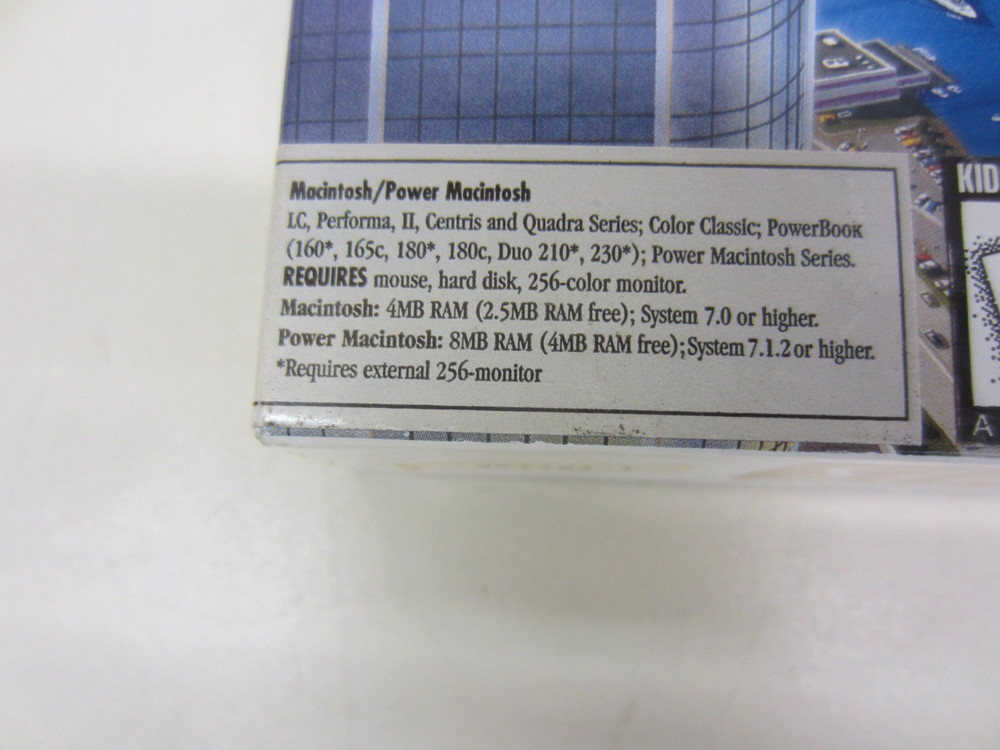 Macintosh/Power Macintosh
LC, Performa, II, Centris and Quadra Series; Color Classic; PowerBook
(160*, 165c, 180*, 180c, Duo 210*, 230*); Power Macintosh Series.
REQUIRES mouse, hard disk, 256-color monitor.
Macintosh: 4MB RAM (2.5MB RAM free); System 7.0 or higher.
Power Macintosh: 8MB RAM (4MB RAM free);System 7.1.2 or higher.
*Requires external 256-monitor
KID
A